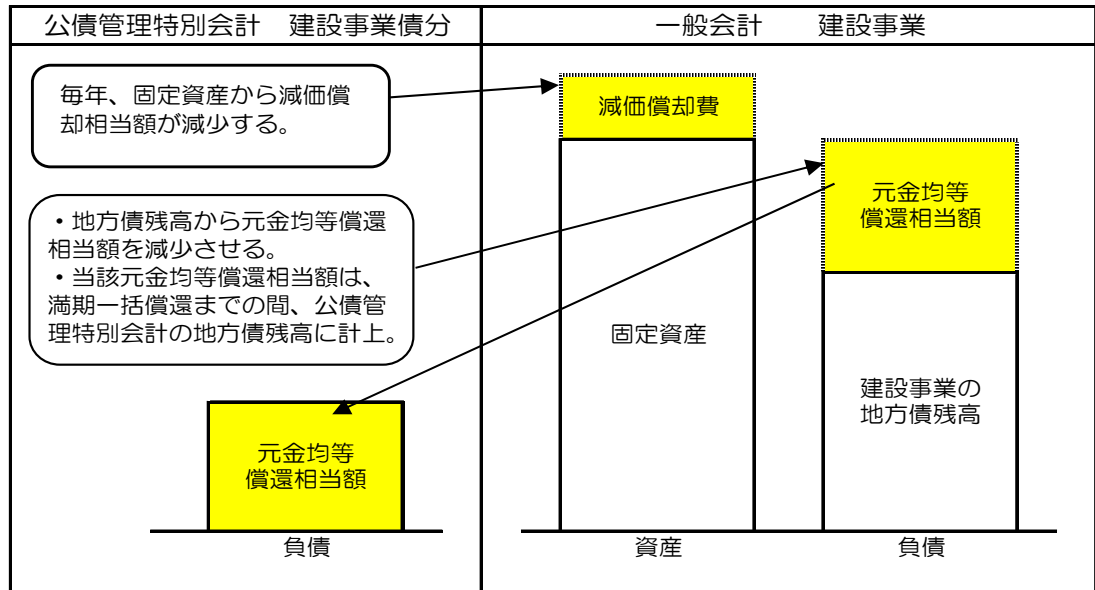 公債管理特別会計　建設事業債分
一般会計　　建設事業
毎年、固定資産から減価償
却相当額が減少する。
・地方債残高から元金均等償還
相当額を減少させる。
・当該元金均等償還相当額は、
満期一括償還までの間、公債管
理特別会計の地方債残高に計上。
元金均等
償還相当額
負債
減価償却費
固定資産
資産
元金均等
償還相当額
建設事業の
地方債残高
負債